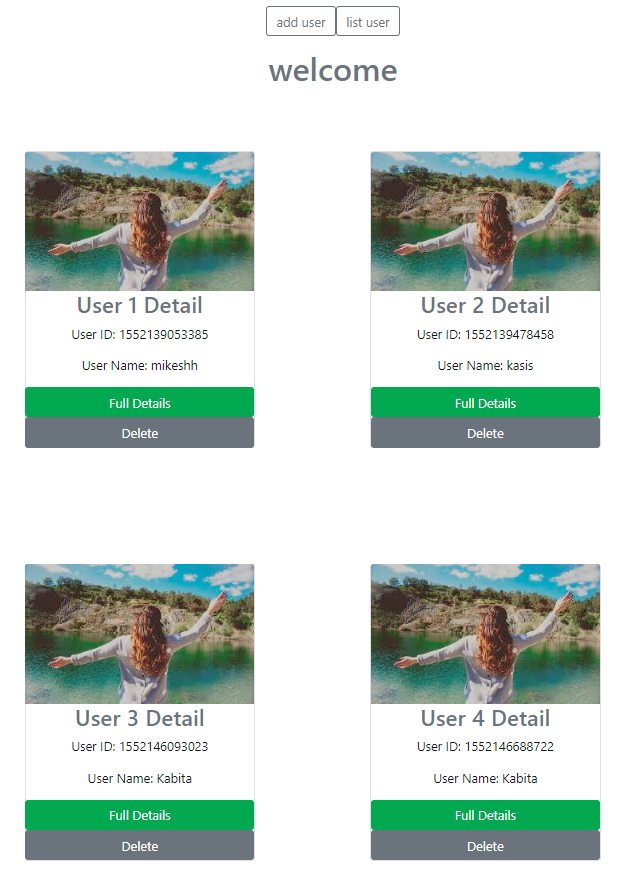 add user list user
welcome
User 1 Detail
User ID: 1552139053385
User Name: mikeshh
Full Details
Delete
User 2 Detail
User ID: 1552139478458
User Name: kasis
Full Details
Delete
User 3 Detail
User ID: 1552146093023
User Name: Kabita
Full Details
Delete
User 4 Detail
User ID: 1552146688722
User Name: Kabita
Full Details
Delete